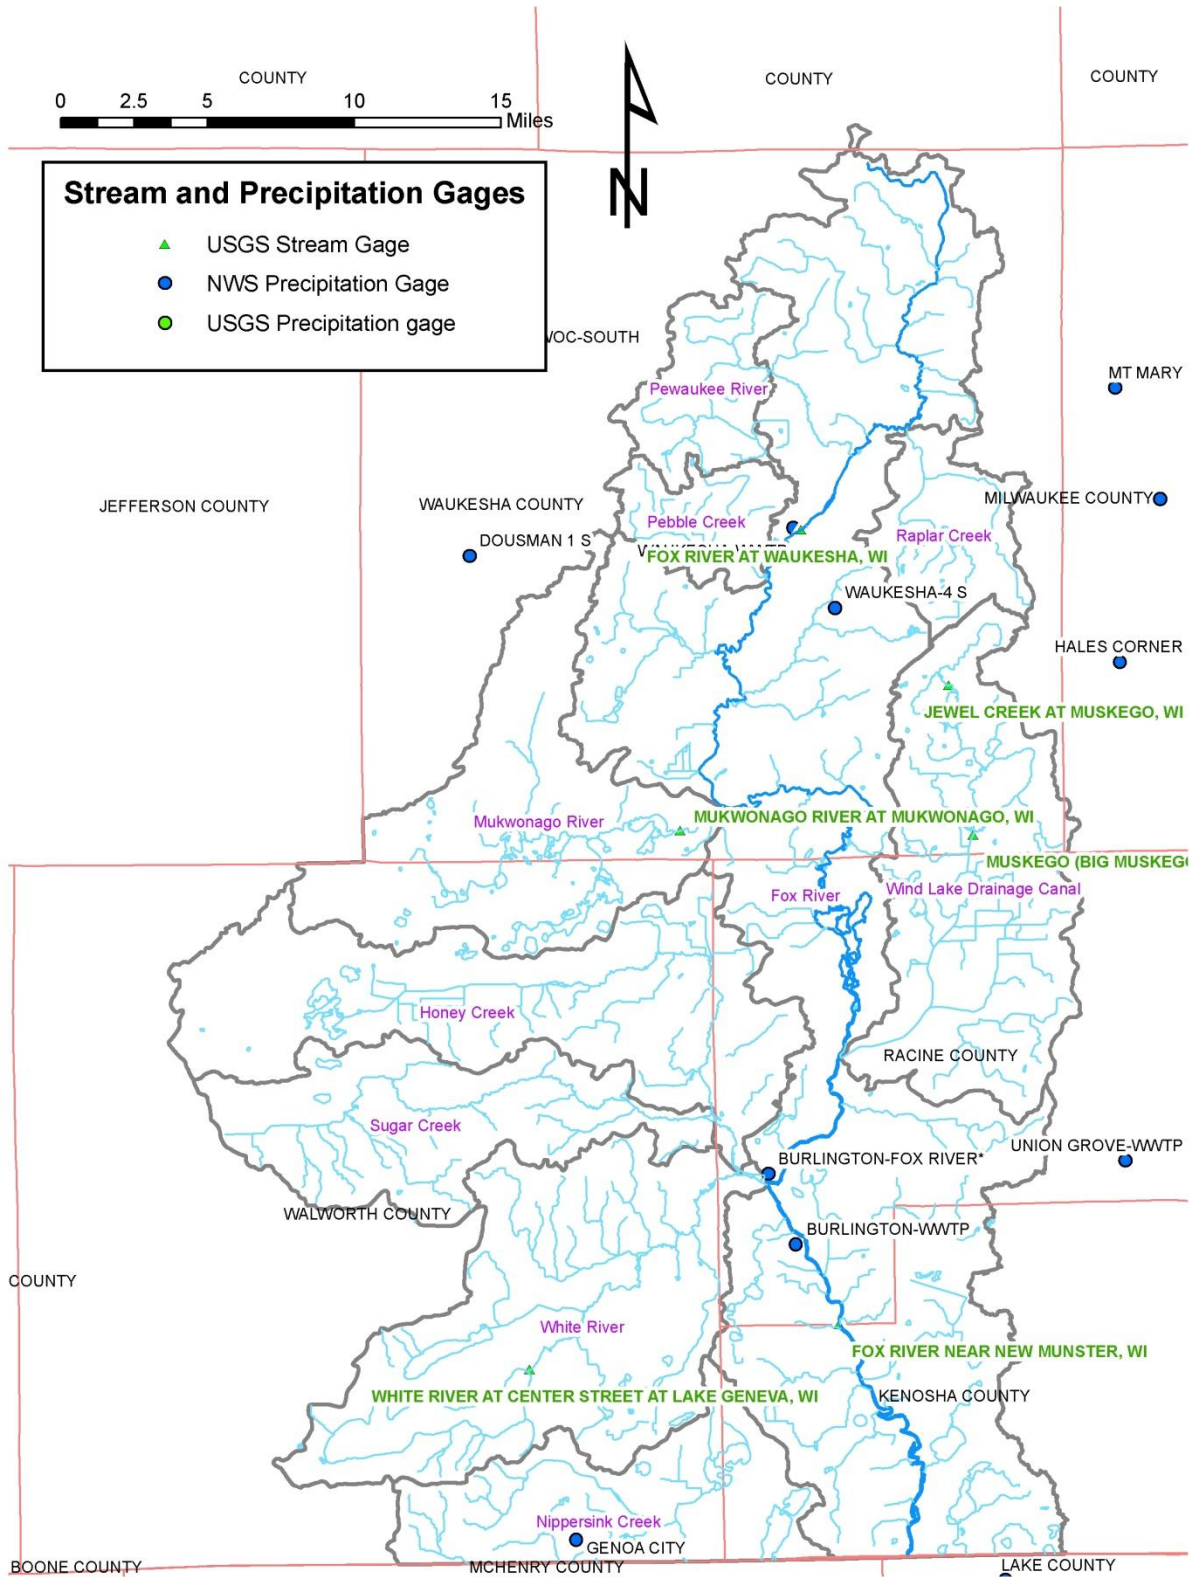 COUNTY
COUNTY
COUNTY
0 2.5 5 10 15
Miles
Stream and Precipitation Gages
USGS Stream Gage
NWS Precipitation Gage
USGS Precipitation gage
N
VOC-SOUTH
MT MARY
Pewaukee River
JEFFERSON COUNTY
WAUKESHA COUNTY
MILWAUKEE COUNTY
Pebble Creek
Raplar Creek
DOUSMAN 1 S
FOX RIVER AT WAUKESHA, WI
WAUKESHA-4 S
HALES CORNER
JEWEL CREEK AT MUSKEGO, WI
Mukwonago River
MUKWONAGO RIVER AT MUKWONAGO, WI
MUSKEGO (BIG MUSKEGO
Fox River
Wind Lake Drainage Canal
Honey Creek
RACINE COUNTY
Sugar Creek
UNION GROVE-WWTP
BURLINGTON-FOX RIVER*
WALWORTH COUNTY
BURLINGTON-WWTP
COUNTY
White River
FOX RIVER NEAR NEW MUNSTER, WI
WHITE RIVER AT CENTER STREET AT LAKE GENEVA, WI
KENOSHA COUNTY
Nippersink Creek
GENOA CITY
BOONE COUNTY
MCHENRY COUNTY
LAKE COUNTY